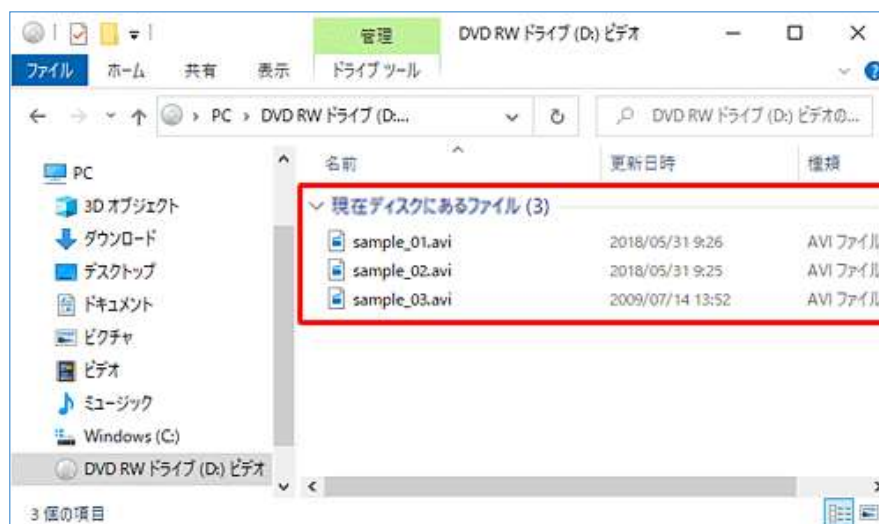 管理
DVD RW ドライブ (D:) ビデオ
ファイル ホーム 共有 表示 ドライブ ツール
PC › DVD RW ドライブ (D:...
DVD RW ドライブ (D:) ビデオの...
PC
3D オブジェクト
ダウンロード
デスクトップ
ドキュメント
ピクチャ
ビデオ
ミュージック
Windows (C:)
DVD RW ドライブ (D:) ビデオ
名前 更新日時 種類
現在ディスクにあるファイル (3)
sample_01.avi 2018/05/31 9:26 AVI ファイル
sample_02.avi 2018/05/31 9:25 AVI ファイル
sample_03.avi 2009/07/14 13:52 AVI ファイル
3 個の項目